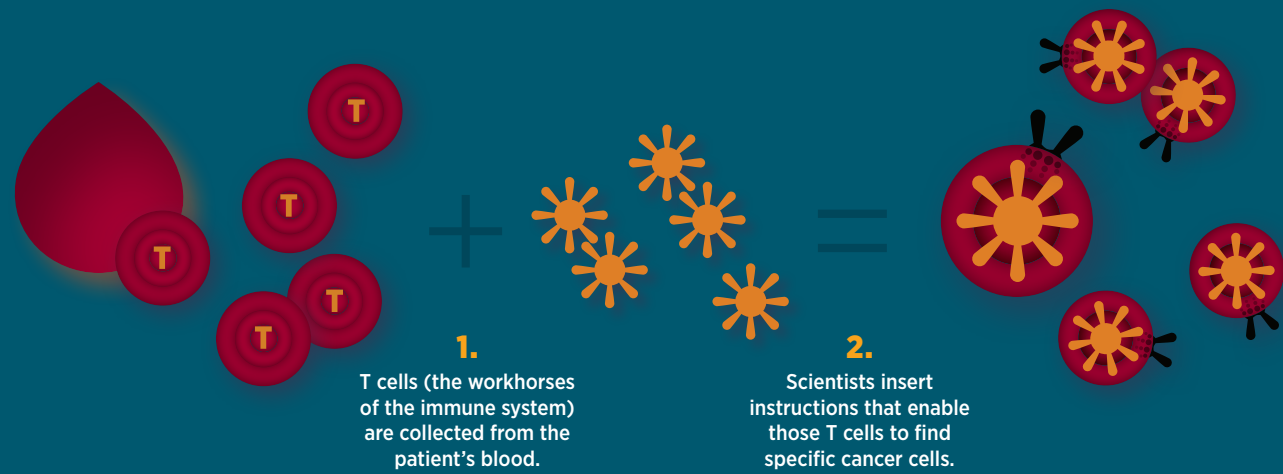 T
T
T
T
T
1.
T cells (the workhorses
of the immune system)
are collected from the
patient’s blood.
2.
Scientists insert
instructions that enable
those T cells to find
specific cancer cells.